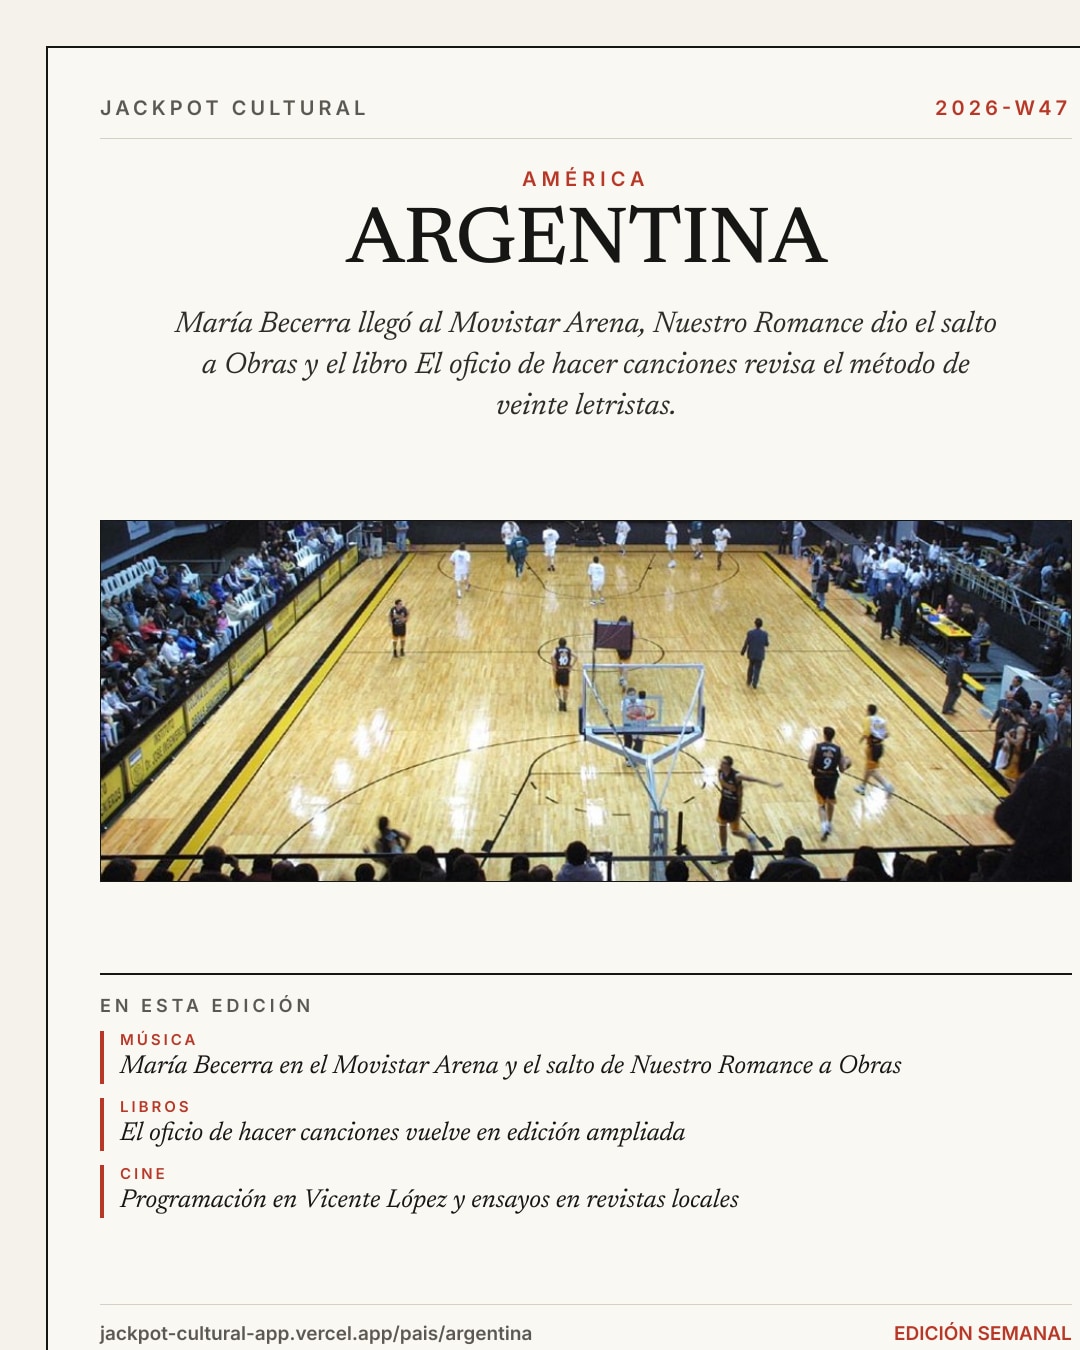 JACKPOT CULTURAL
2026-W47
AMÉRICA
ARGENTINA
María Becerra llegó al Movistar Arena, Nuestro Romance dio el salto
a Obras y el libro El oficio de hacer canciones revisa el método de
veinte letristas.
10
9
EN ESTA EDICIÓN
MÚSICA
María Becerra en el Movistar Arena y el salto de Nuestro Romance a Obras
LIBROS
El oficio de hacer canciones vuelve en edición ampliada
CINE
Programación en Vicente López y ensayos en revistas locales
jackpot-cultural-app.vercel.app/pais/argentina
EDICIÓN SEMANAL